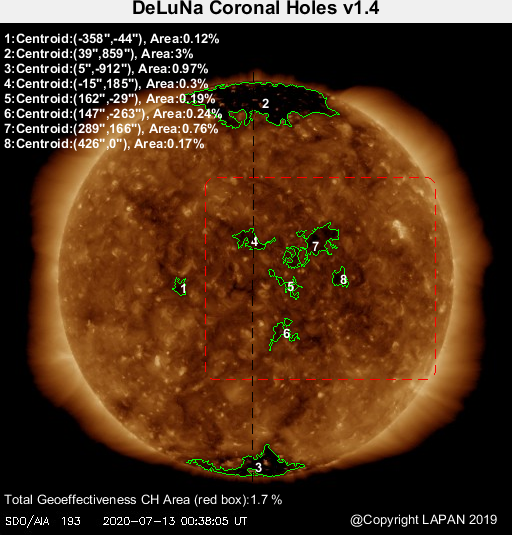 DeLuNa Coronal Holes v1.4
1:Centroid:(-358",-44"), Area:0.12%
2:Centroid:(39",859"), Area:3%
3:Centroid:(5",-912"), Area:0.97%
4:Centroid:(-15",185"), Area:0.3%
5:Centroid:(162",-29"), Area:0.19%
6:Centroid:(147",-263"), Area:0.24%
7:Centroid:(289",166"), Area:0.76%
8:Centroid:(426",0"), Area:0.17%
2
4
7
8
1
5
6
3
Total Geoeffectiveness CH Area (red box):1.7 %
SDO/AIA 193 2020-07-13 00:38:05 UT
@Copyright LAPAN 2019